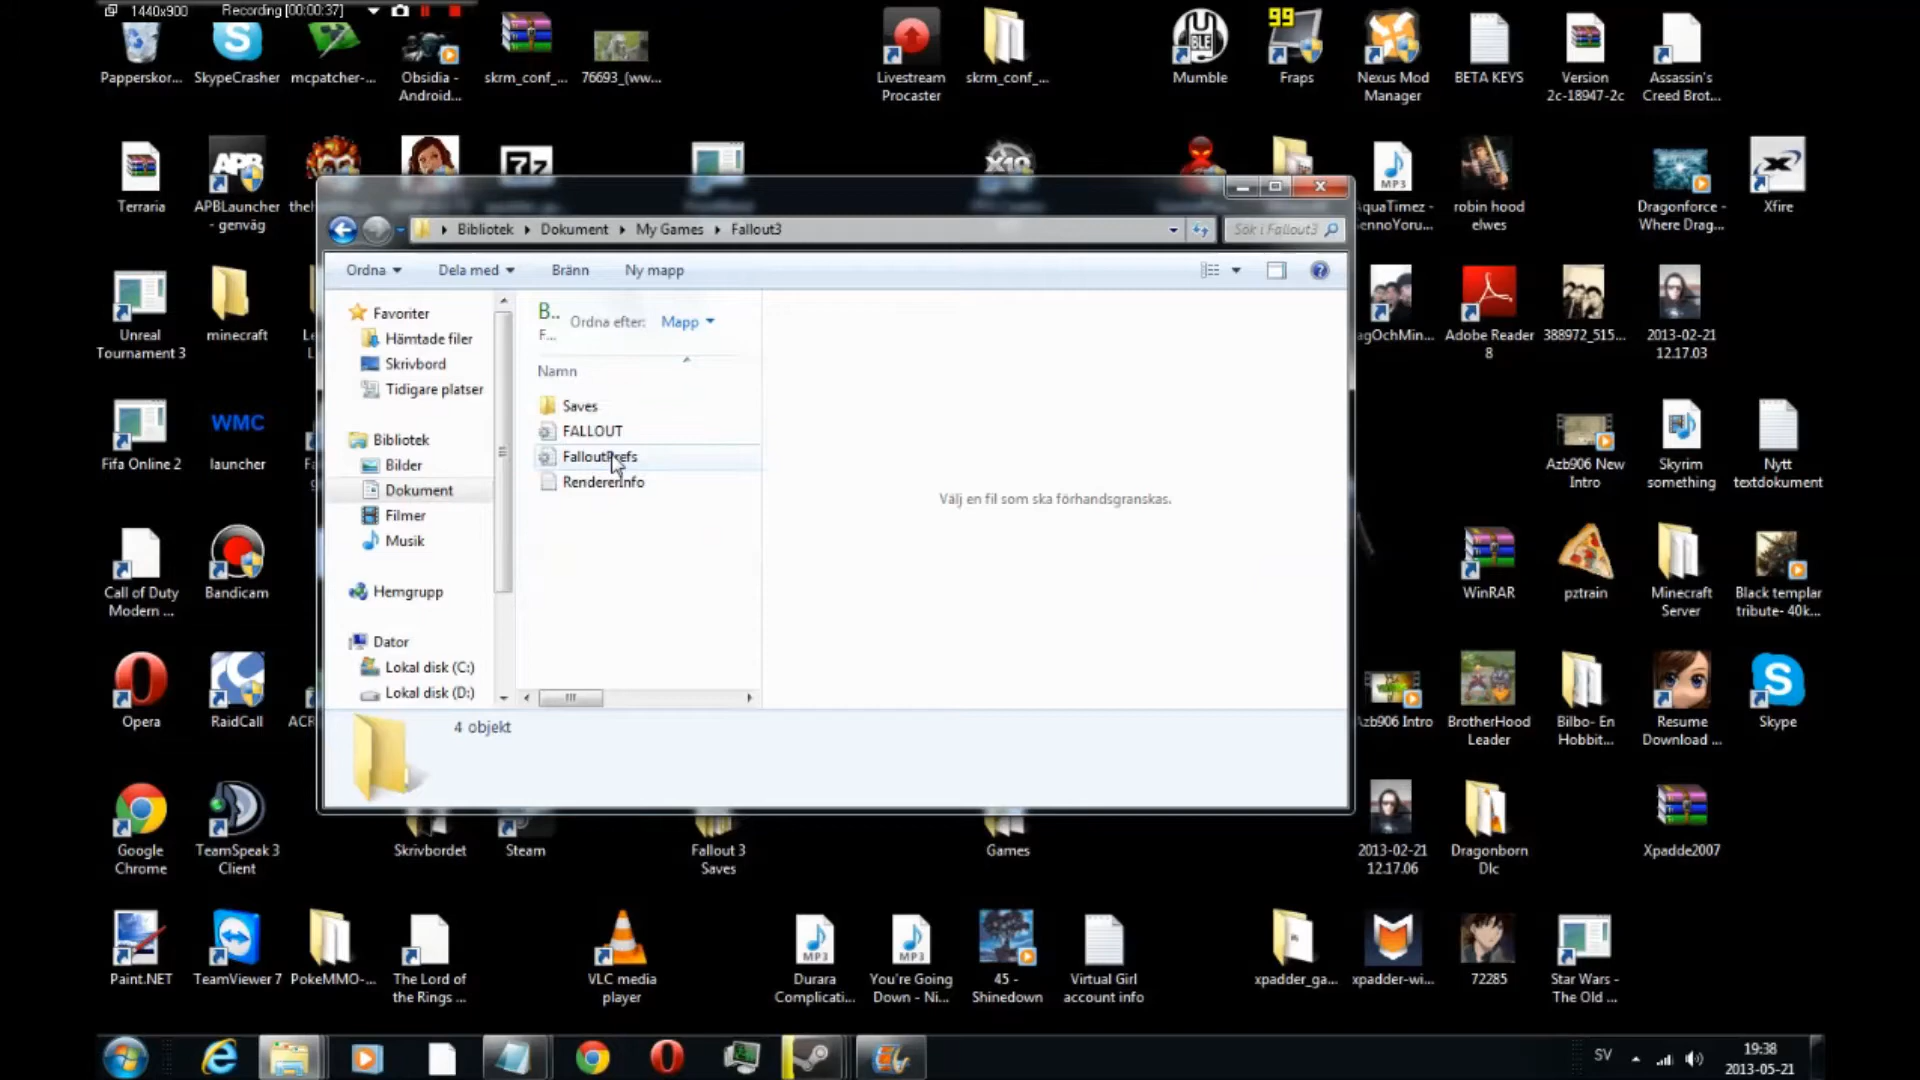 1440x900 Recording [00:00:37]
Papperskor... SkypeCrasher mcpatcher-... Obsidia - skrm_conf_... 76693_(ww... Livestream skrm_conf_... Mumble Fraps Nexus Mod BETA KEYS Version Assassin's
Android... Procaster Manager 2c-18947-2c Creed Brot...
99
BLE
7z
X10
APB
MP3
Terraria APBLauncher robin hood Dragonforce - Xfire
- genväg elwes Where Drag...
Bibliotek Dokument My Games Fallout3 Sök i Fallout3
Ordna Dela med Bränn Ny mapp
Favoriter
Hämtade filer
Skrivbord
Tidigare platser
Bibliotek
Bilder
Dokument
Filmer
Musik
Hemgrupp
Dator
Lokal disk (C:)
Lokal disk (D:)
B..
F...
Ordna efter: Mapp
Namn
Saves
FALLOUT
FalloutPrefs
RendererInfo
Välj en fil som ska förhandsgranskas.
4 objekt
Unreal minecraft Adobe Reader 388972_515... 2013-02-21
Tournament 3 8 12.17.03
WMC
Fifa Online 2 launcher Azb906 New Skyrim Nytt
Intro something textdokument
Call of Duty Bandicam WinRAR pztrain Minecraft Black templar
Modern ... Server tribute- 40k...
Opera RaidCall BrotherHood Bilbo- En Resume Skype
Leader Hobbit... Download ...
Google TeamSpeak 3 Skrivbordet Steam Fallout 3 Games 2013-02-21 Dragonborn Xpadde2007
Chrome Client Saves 12.17.06 Dlc
MP3 MP3
Paint.NET TeamViewer 7 PokeMMO-... The Lord of VLC media Durara You're Going 45 - Virtual Girl xpadder_ga... xpadder-wi... 72285 Star Wars -
the Rings ... player Complicati... Down - Ni... Shinedown account info The Old ...
SV 19:38
2013-05-21